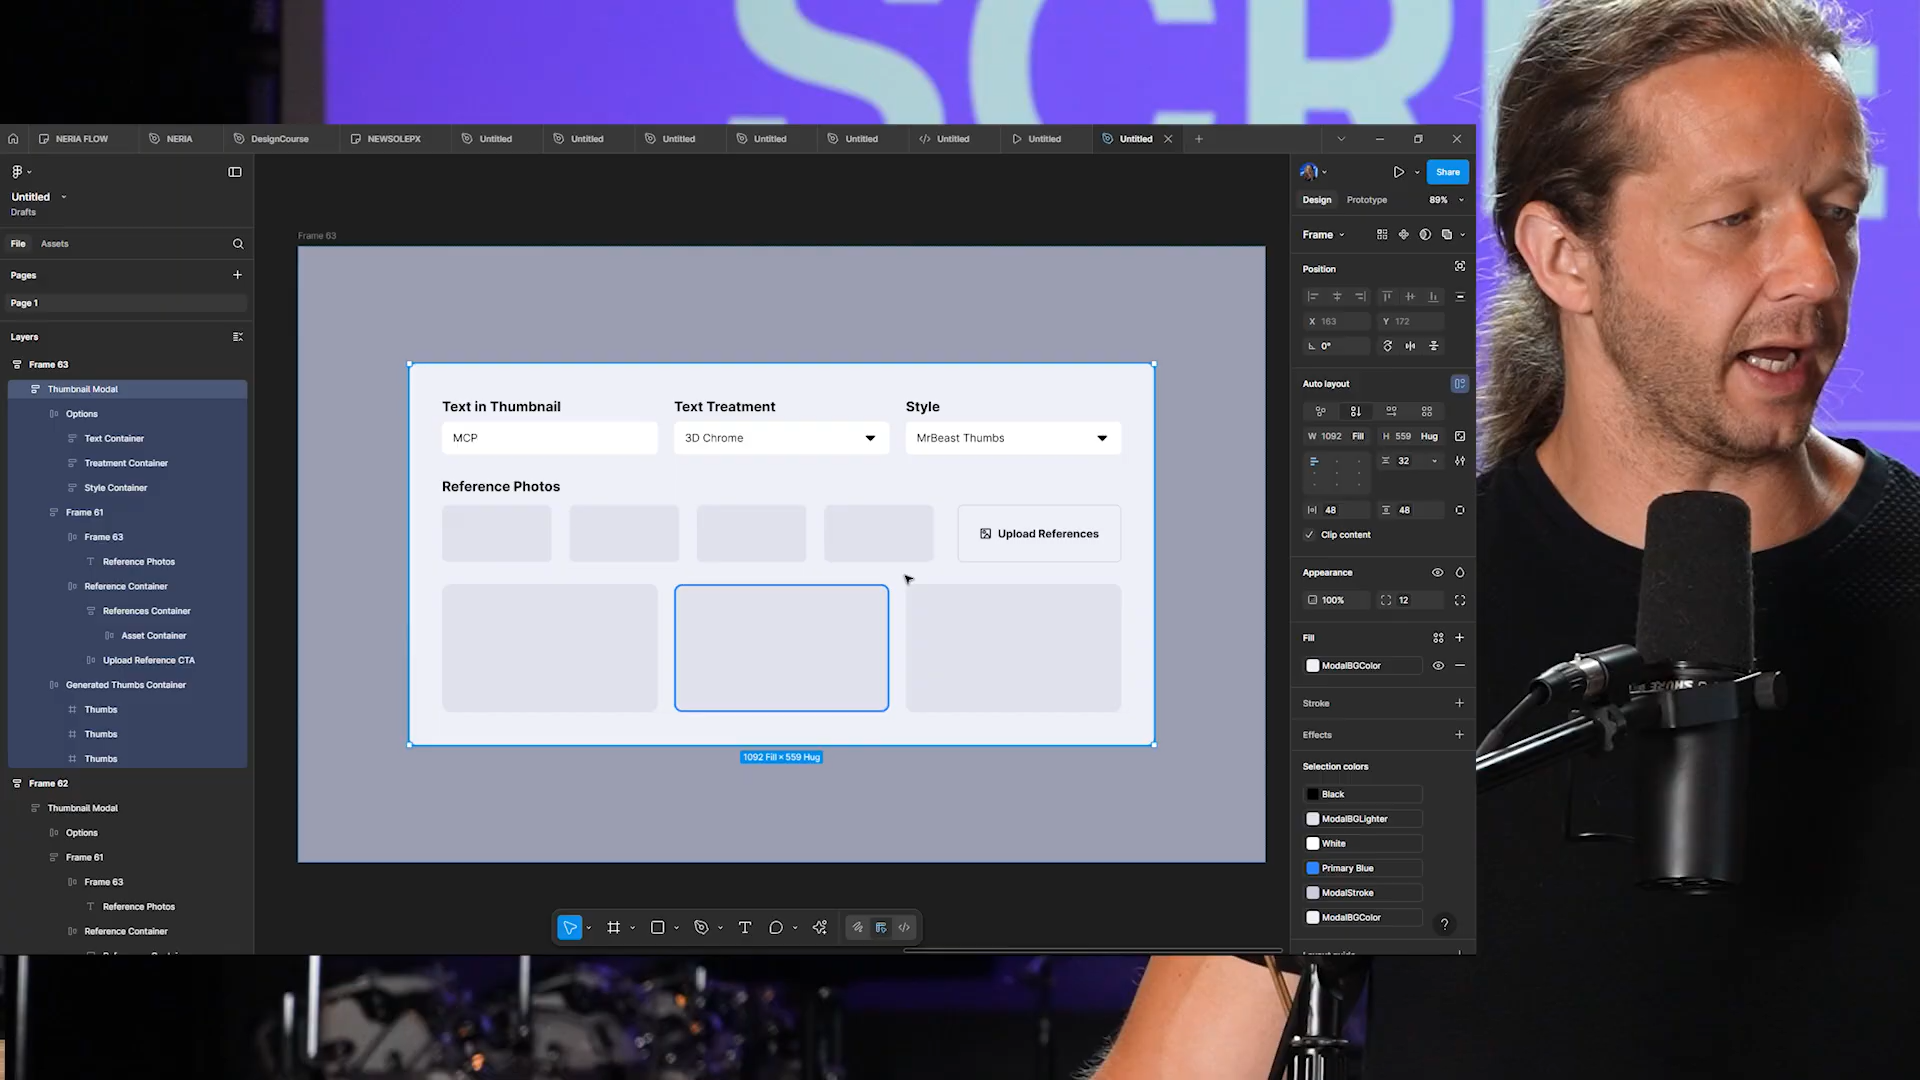 SCRE
NERIA FLOW
NERIA
DesignCourse
NEWSOLEPX
Untitled
Untitled
Untitled
Untitled
Untitled
Untitled
Untitled
Untitled
Untitled
Drafts
File
Assets
Pages
Page 1
Layers
Frame 63
Thumbnail Modal
Options
Text Container
Treatment Container
Style Container
Frame 61
Frame 63
Reference Photos
Reference Container
References Container
Asset Container
Upload Reference CTA
Generated Thumbs Container
Thumbs
Thumbs
Thumbs
Frame 62
Thumbnail Modal
Options
Frame 61
Frame 63
Reference Photos
Reference Container
Frame 63
Text in Thumbnail
MCP
Text Treatment
3D Chrome
Style
MrBeast Thumbs
Reference Photos
Upload References
1092 Fill × 559 Hug
Share
Design
Prototype
89%
Frame
Position
X 163
Y 172
0°
Auto layout
W 1092 Fill
H 559 Hug
32
48
48
Clip content
Appearance
100%
12
Fill
ModalBGColor
Stroke
Effects
Selection colors
Black
ModalBGLighter
White
Primary Blue
ModalStroke
ModalBGColor
?